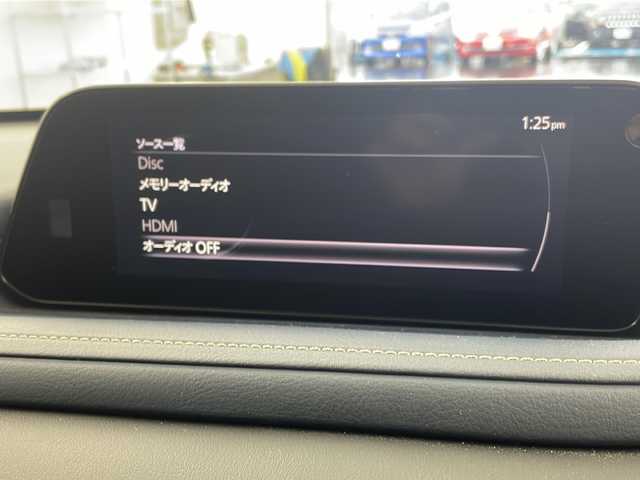 1:25pm
ソース一覧
Disc
メモリーオーディオ
TV
HDMI
オーディオ OFF